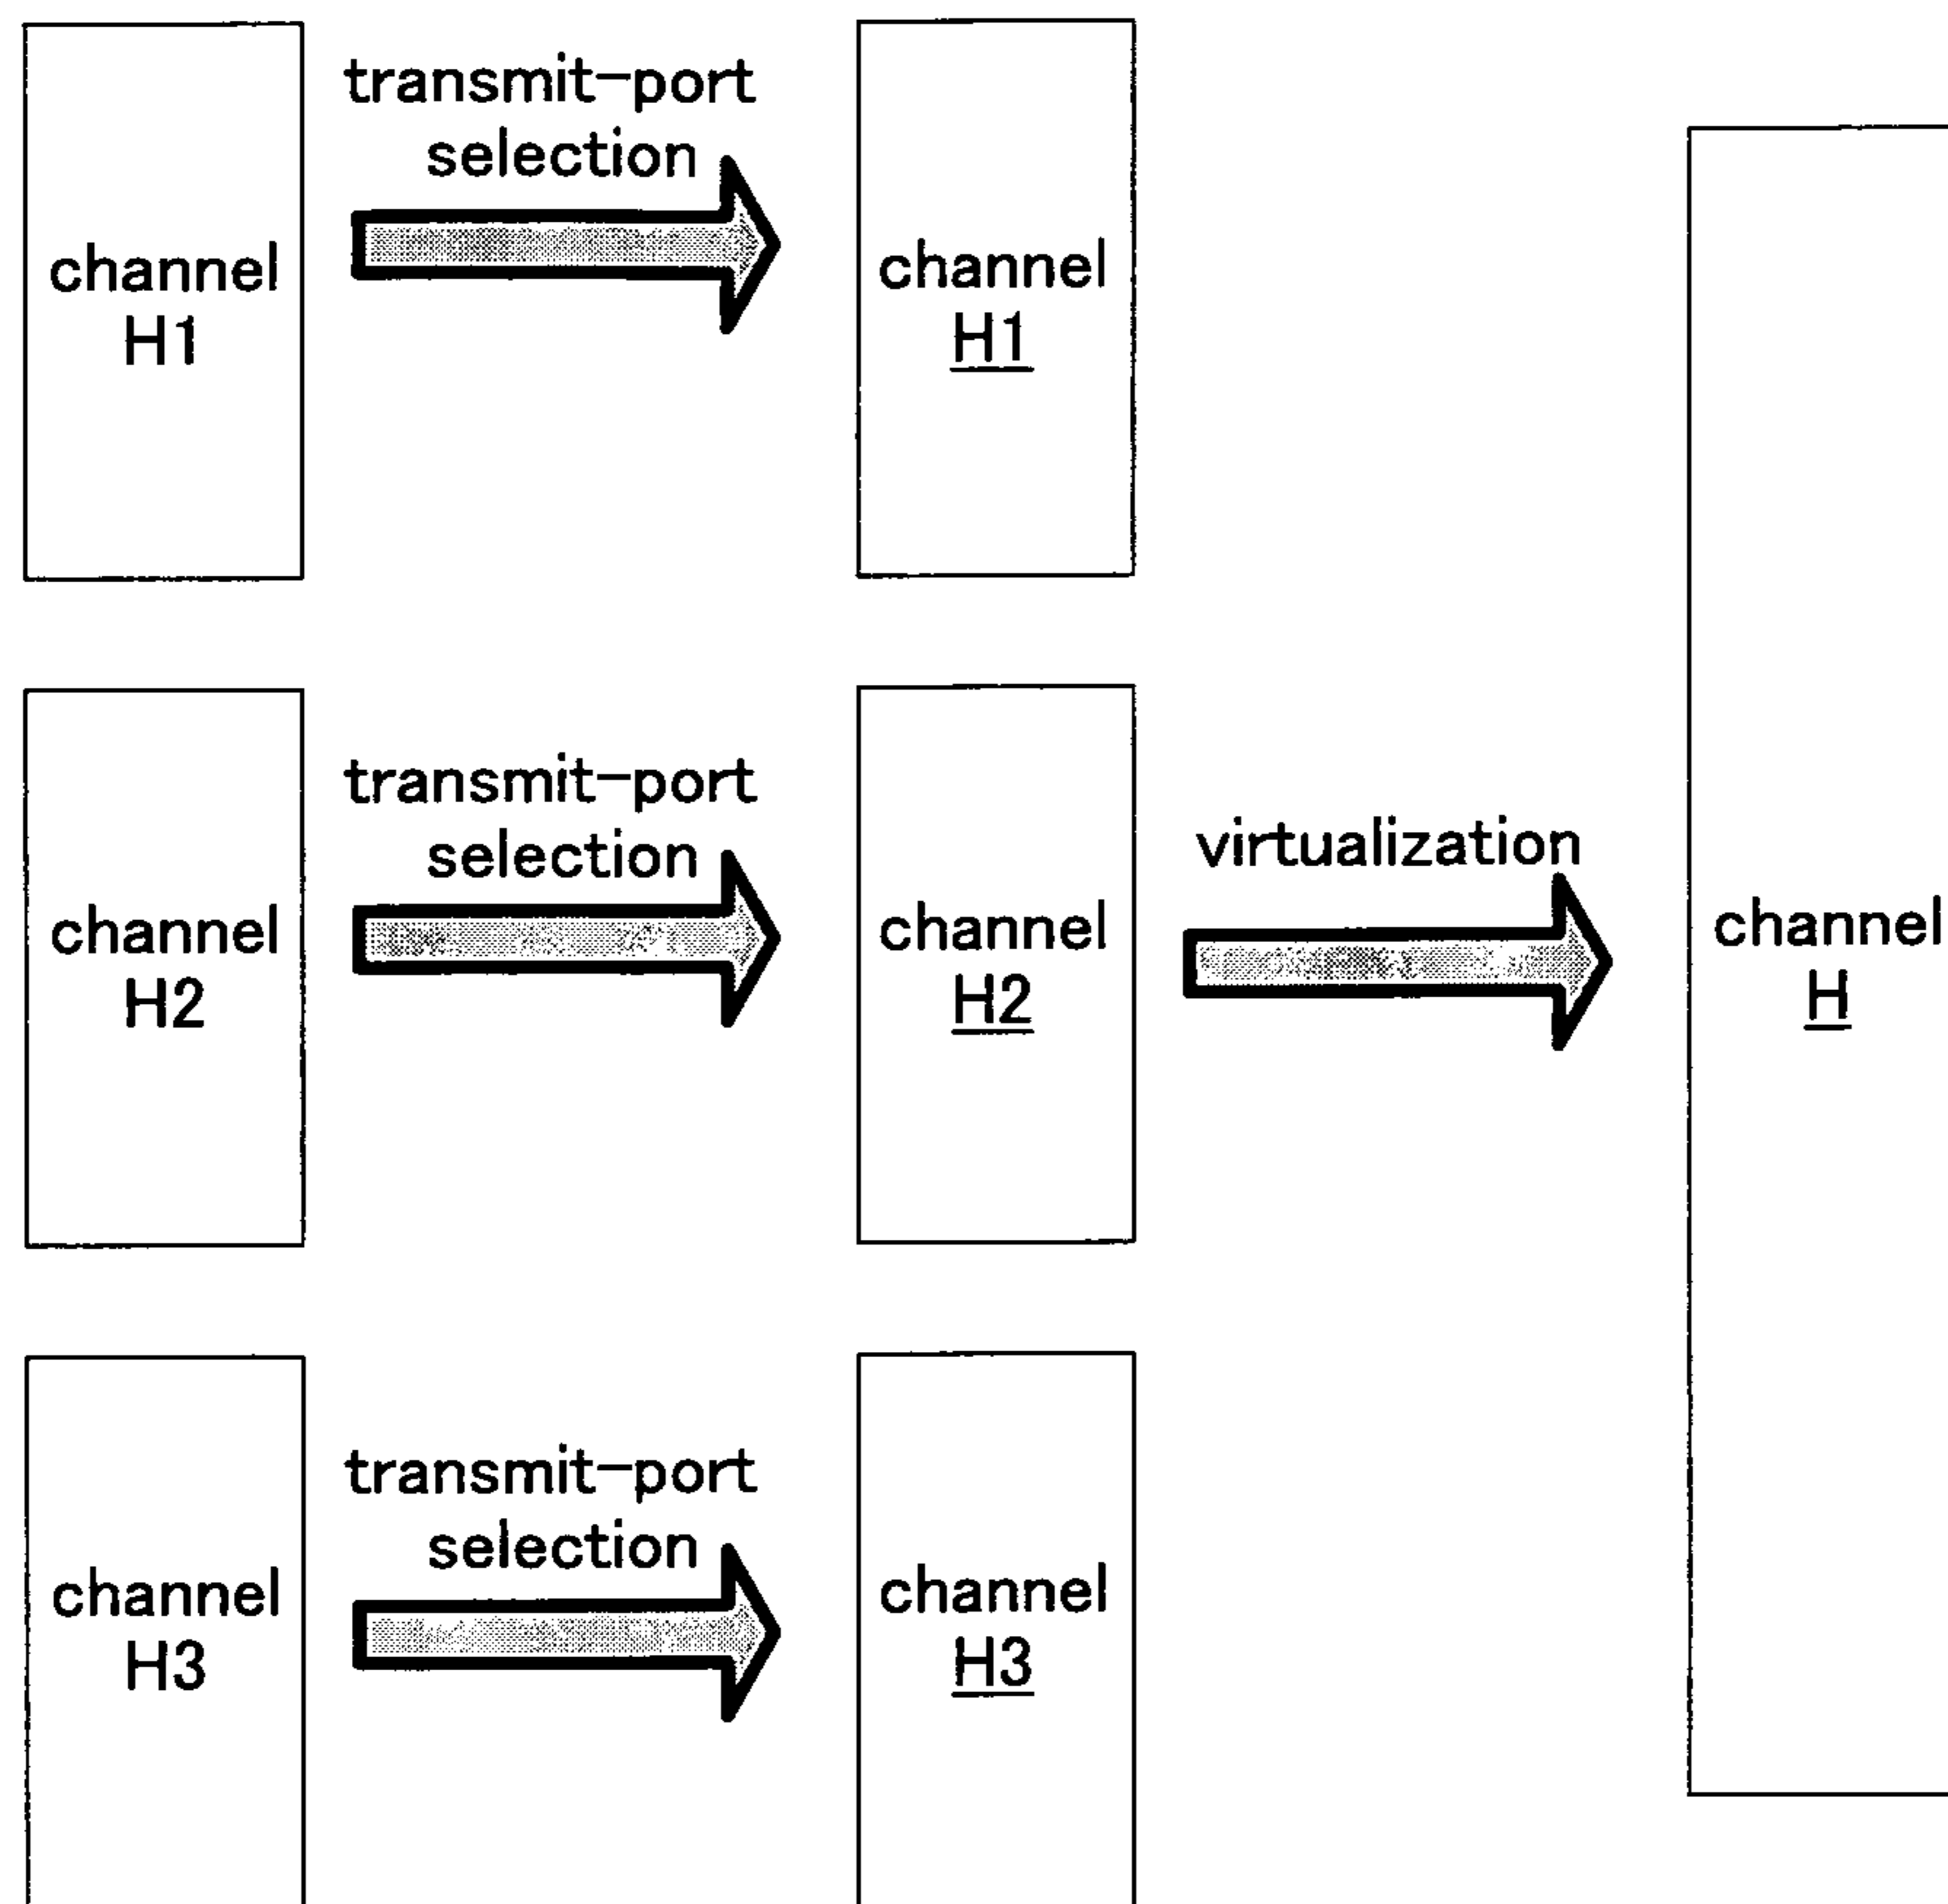 transmit-port
selection
channel
H1
channel
H1
transmit-port
selection
channel
H2
channel
H2
virtualization
channel
H
transmit-port
selection
channel
H3
channel
H3